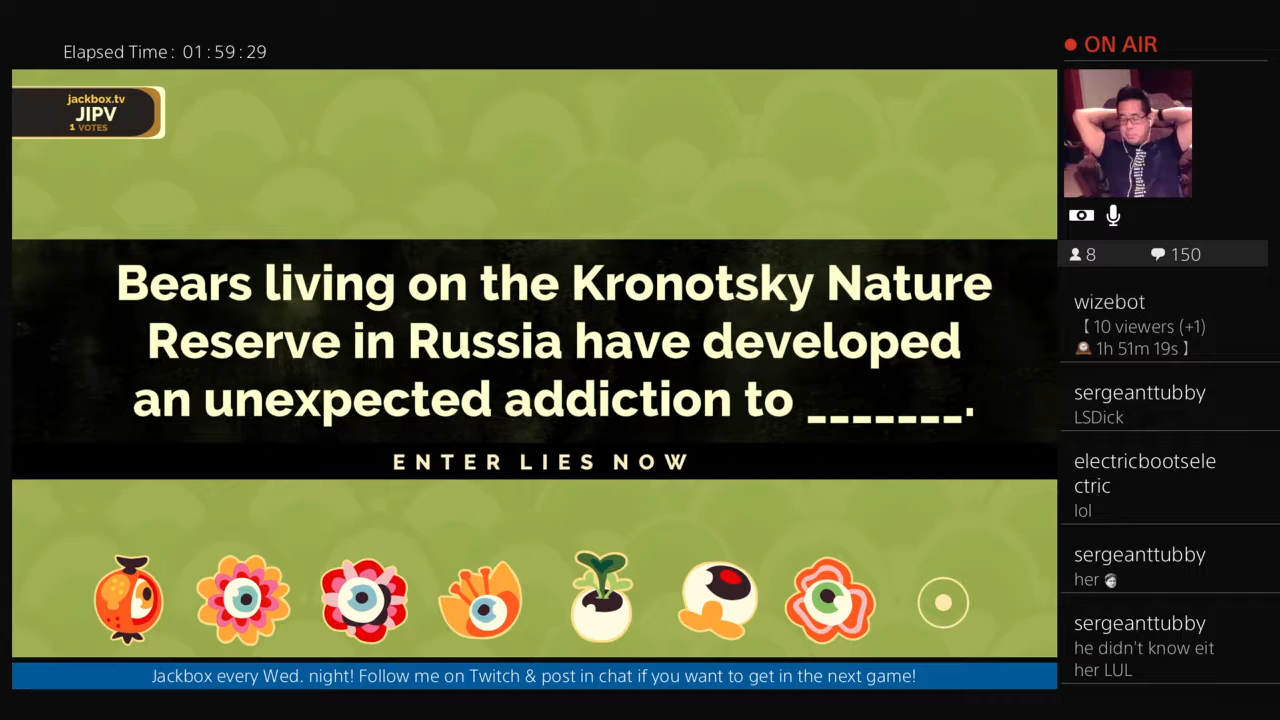 Elapsed Time: 01:59:29
ON AIR
jackbox.tv
JIPV
1 VOTES
8 150
Bears living on the Kronotsky Nature
Reserve in Russia have developed
an unexpected addiction to _______.
ENTER LIES NOW
wizebot
【10 viewers (+1)
1h 51m 19s】
sergeanttubby
LSDick
electricbootsele
ctric
lol
sergeanttubby
her
sergeanttubby
he didn't know eit
her LUL
Jackbox every Wed. night! Follow me on Twitch & post in chat if you want to get in the next game!